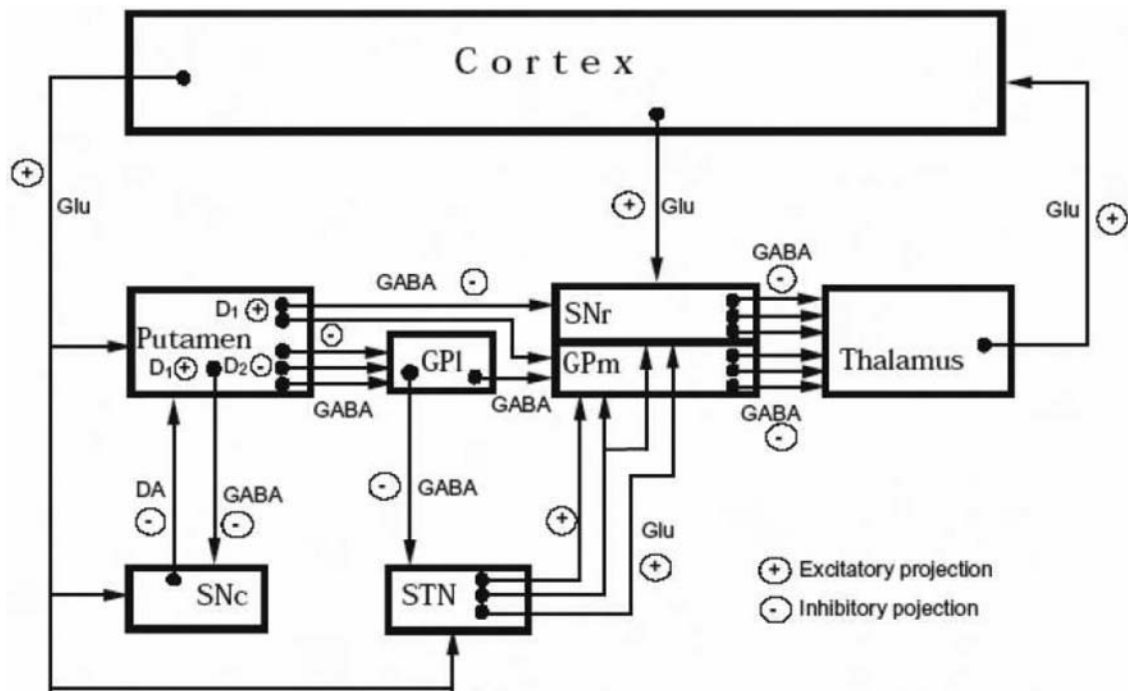 Cortex
+
Glu
+
Glu
Glu
+
GABA
-
GABA
-
D1 +
Putamen
D1 +
D2 -
-
GABA
GPl
GABA
SNr
GPm
GABA
-
Thalamus
DA
-
GABA
-
-
GABA
+
Glu
+
SNc
STN
+ Excitatory projection
- Inhibitory pojection